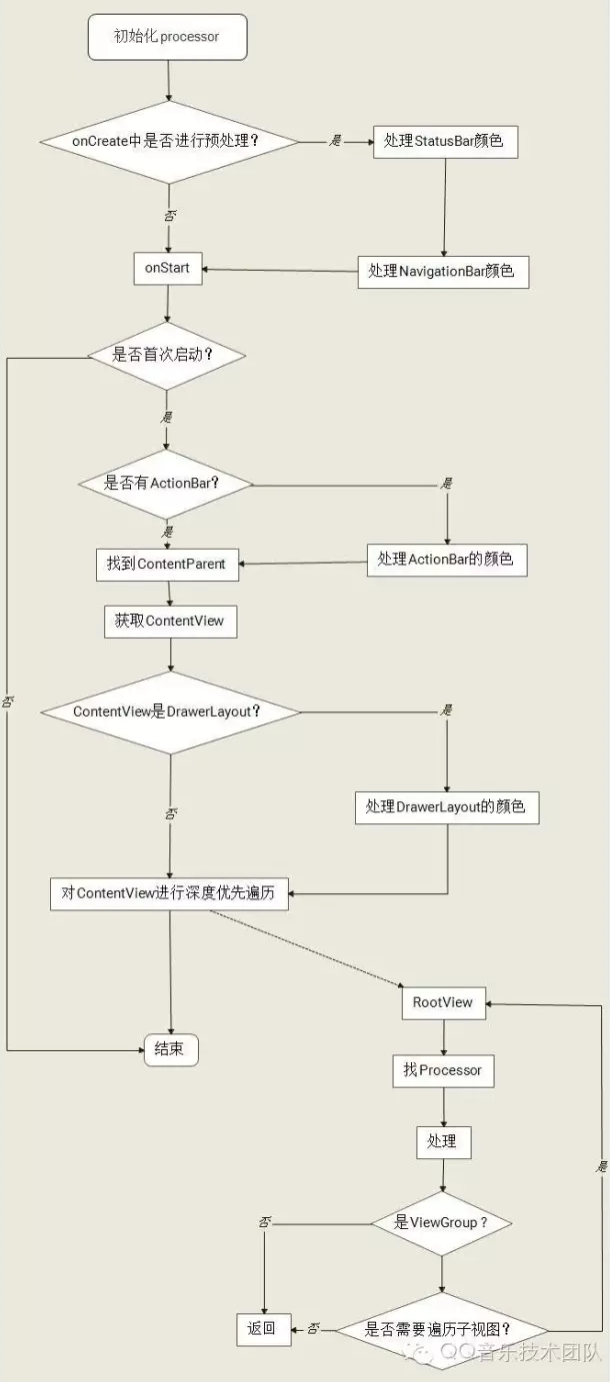 初始化processor
onCreate中是否进行预处理？
是
处理StatusBar颜色
否
onStart
处理NavigationBar颜色
是否首次启动？
是
是否有ActionBar？
是
是
找到ContentParent
处理ActionBar的颜色
获取ContentView
否
ContentView是DrawerLayout？
是
处理DrawerLayout的颜色
否
对ContentView进行深度优先遍历
RootView
结束
找Processor
处理
是
是ViewGroup？
否
返回
否
是否需要遍历子视图？
QQ音乐技术团队